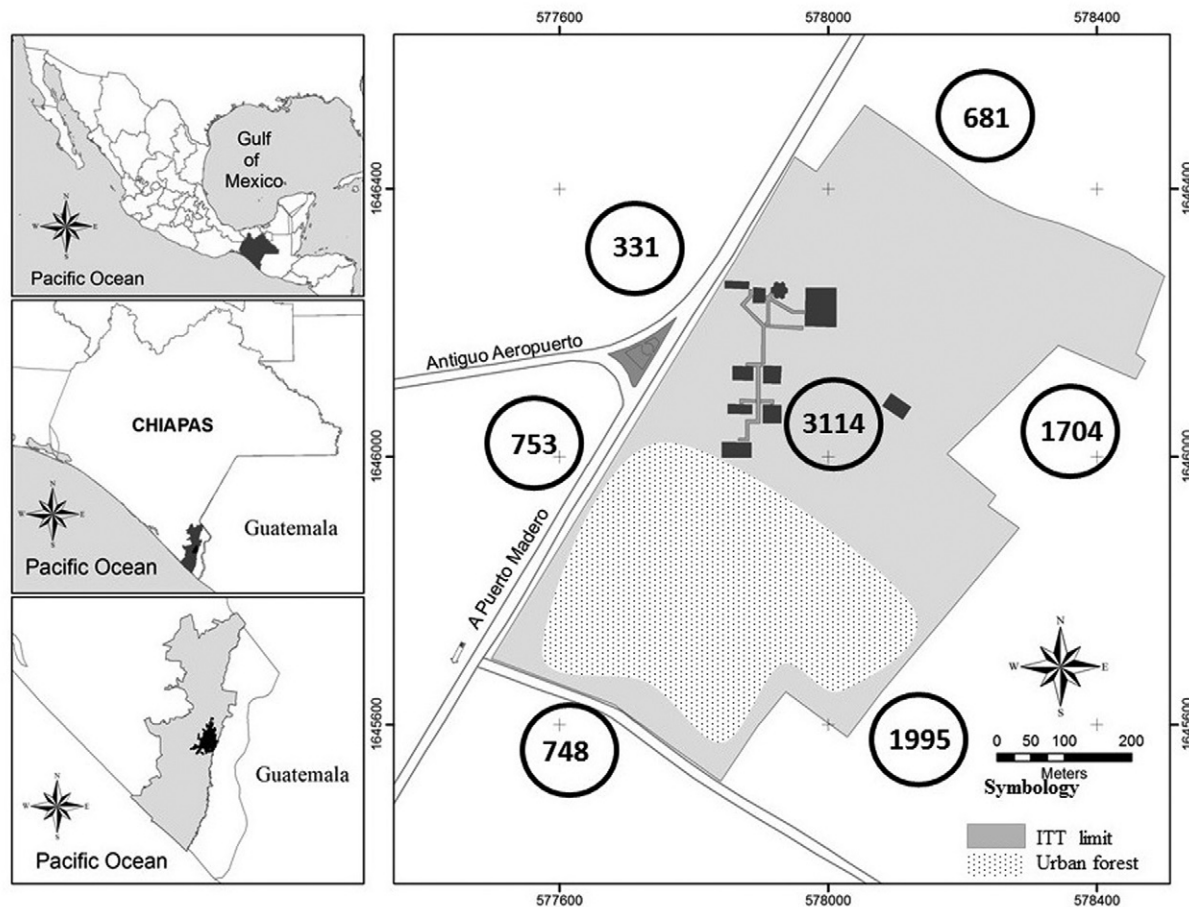 Gulf
of
Mexico
N
W E
S
Pacific Ocean
CHIAPAS
N
W E
S
Guatemala
Pacific Ocean
Guatemala
N
W E
S
Pacific Ocean
577600 578000 578400
1646400 1646400
1646000 1646000
1645600 1645600
681
331
Antiguo Aeropuerto
753
3114
1704
A Puerto Madero
N
W E
S
748
1995
0 50 100 200
Meters
Symbology
ITT limit
Urban forest
577600 578000 578400